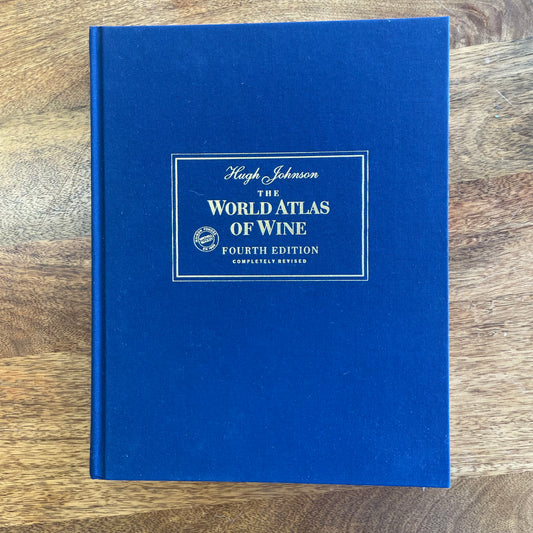 Hugh Johnson
THE
WORLD ATLAS
OF WINE
FOURTH EDITION
COMPLETELY REVISED